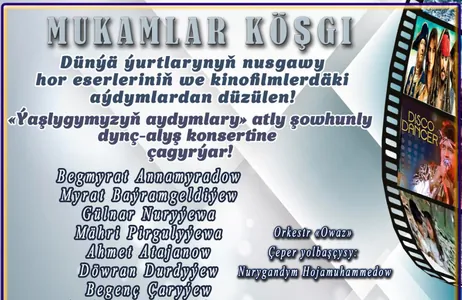 MUKAMLAR KÖŞGI
Dünýä ýurtlarynyň nusgawy
hor eserleriniň we kinofilmlerdäki
aýdymlardan düzülen!
«Ýaşlygymyzyň aydymlary» atly şowhunly
dynç-alyş konsertine
çagyrýar!
Begmyrat Annamyradow
Myrat Baýramgeldiýew
Gülnar Nuryýewa
Mähri Pirgulyýewa
Ahmet Atajanow
Döwran Durdyýew
Begenç Çaryýew
Orkestr «Owaz»
Çeper ýolbaşçysy:
Nurygandym Hojamuhammedow
DISCO
DANCER